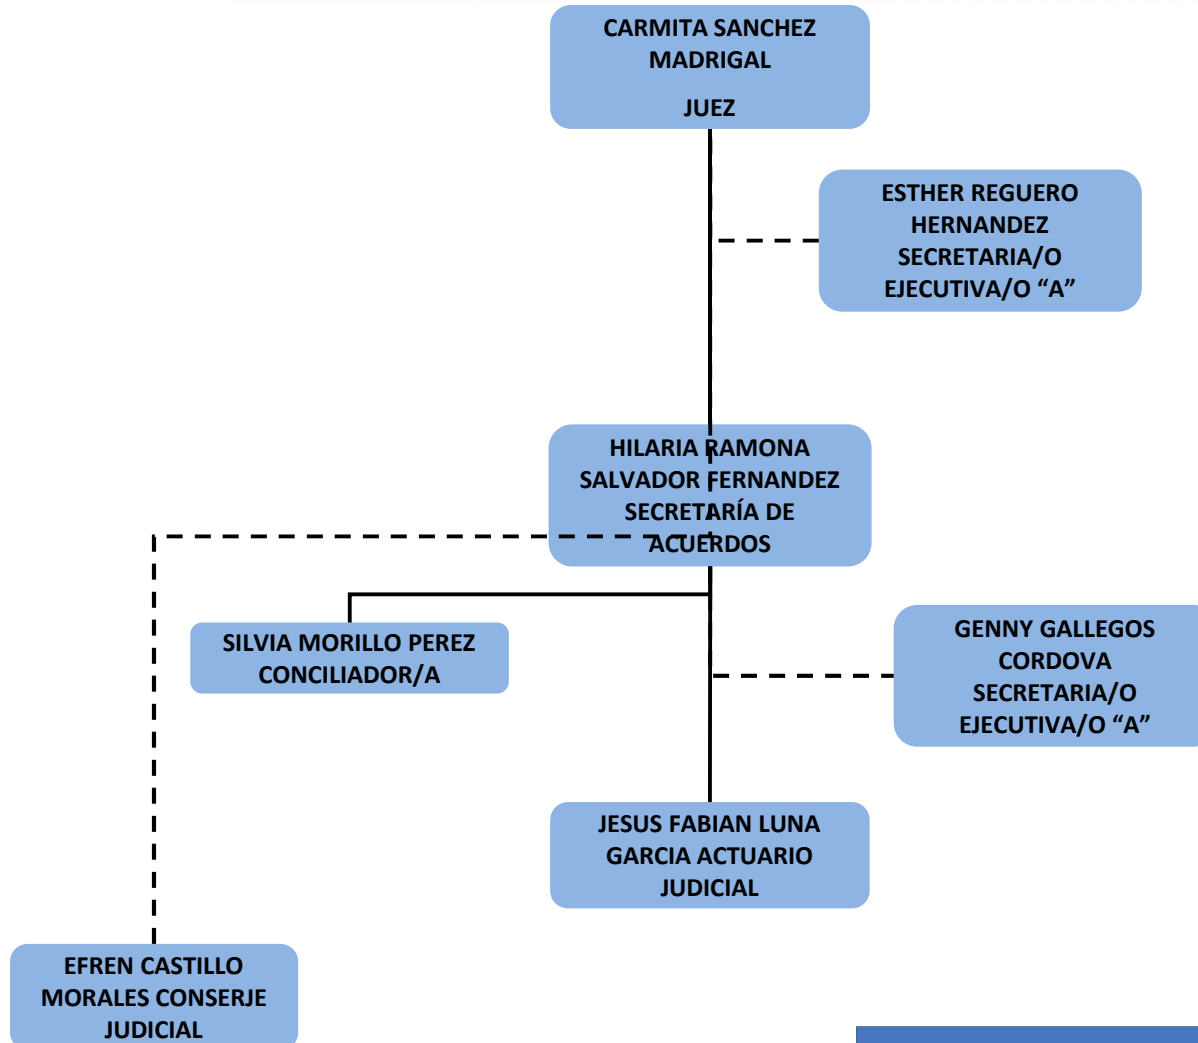 CARMITA SANCHEZ
MADRIGAL
JUEZ
ESTHER REGUERO
HERNANDEZ
SECRETARIA/O
EJECUTIVA/O “A”
HILARIA RAMONA
SALVADOR FERNANDEZ
SECRETARÍA DE
ACUERDOS
SILVIA MORILLO PEREZ
CONCILIADOR/A
GENNY GALLEGOS
CORDOVA
SECRETARIA/O
EJECUTIVA/O “A”
JESUS FABIAN LUNA
GARCIA ACTUARIO
JUDICIAL
EFREN CASTILLO
MORALES CONSERJE
JUDICIAL